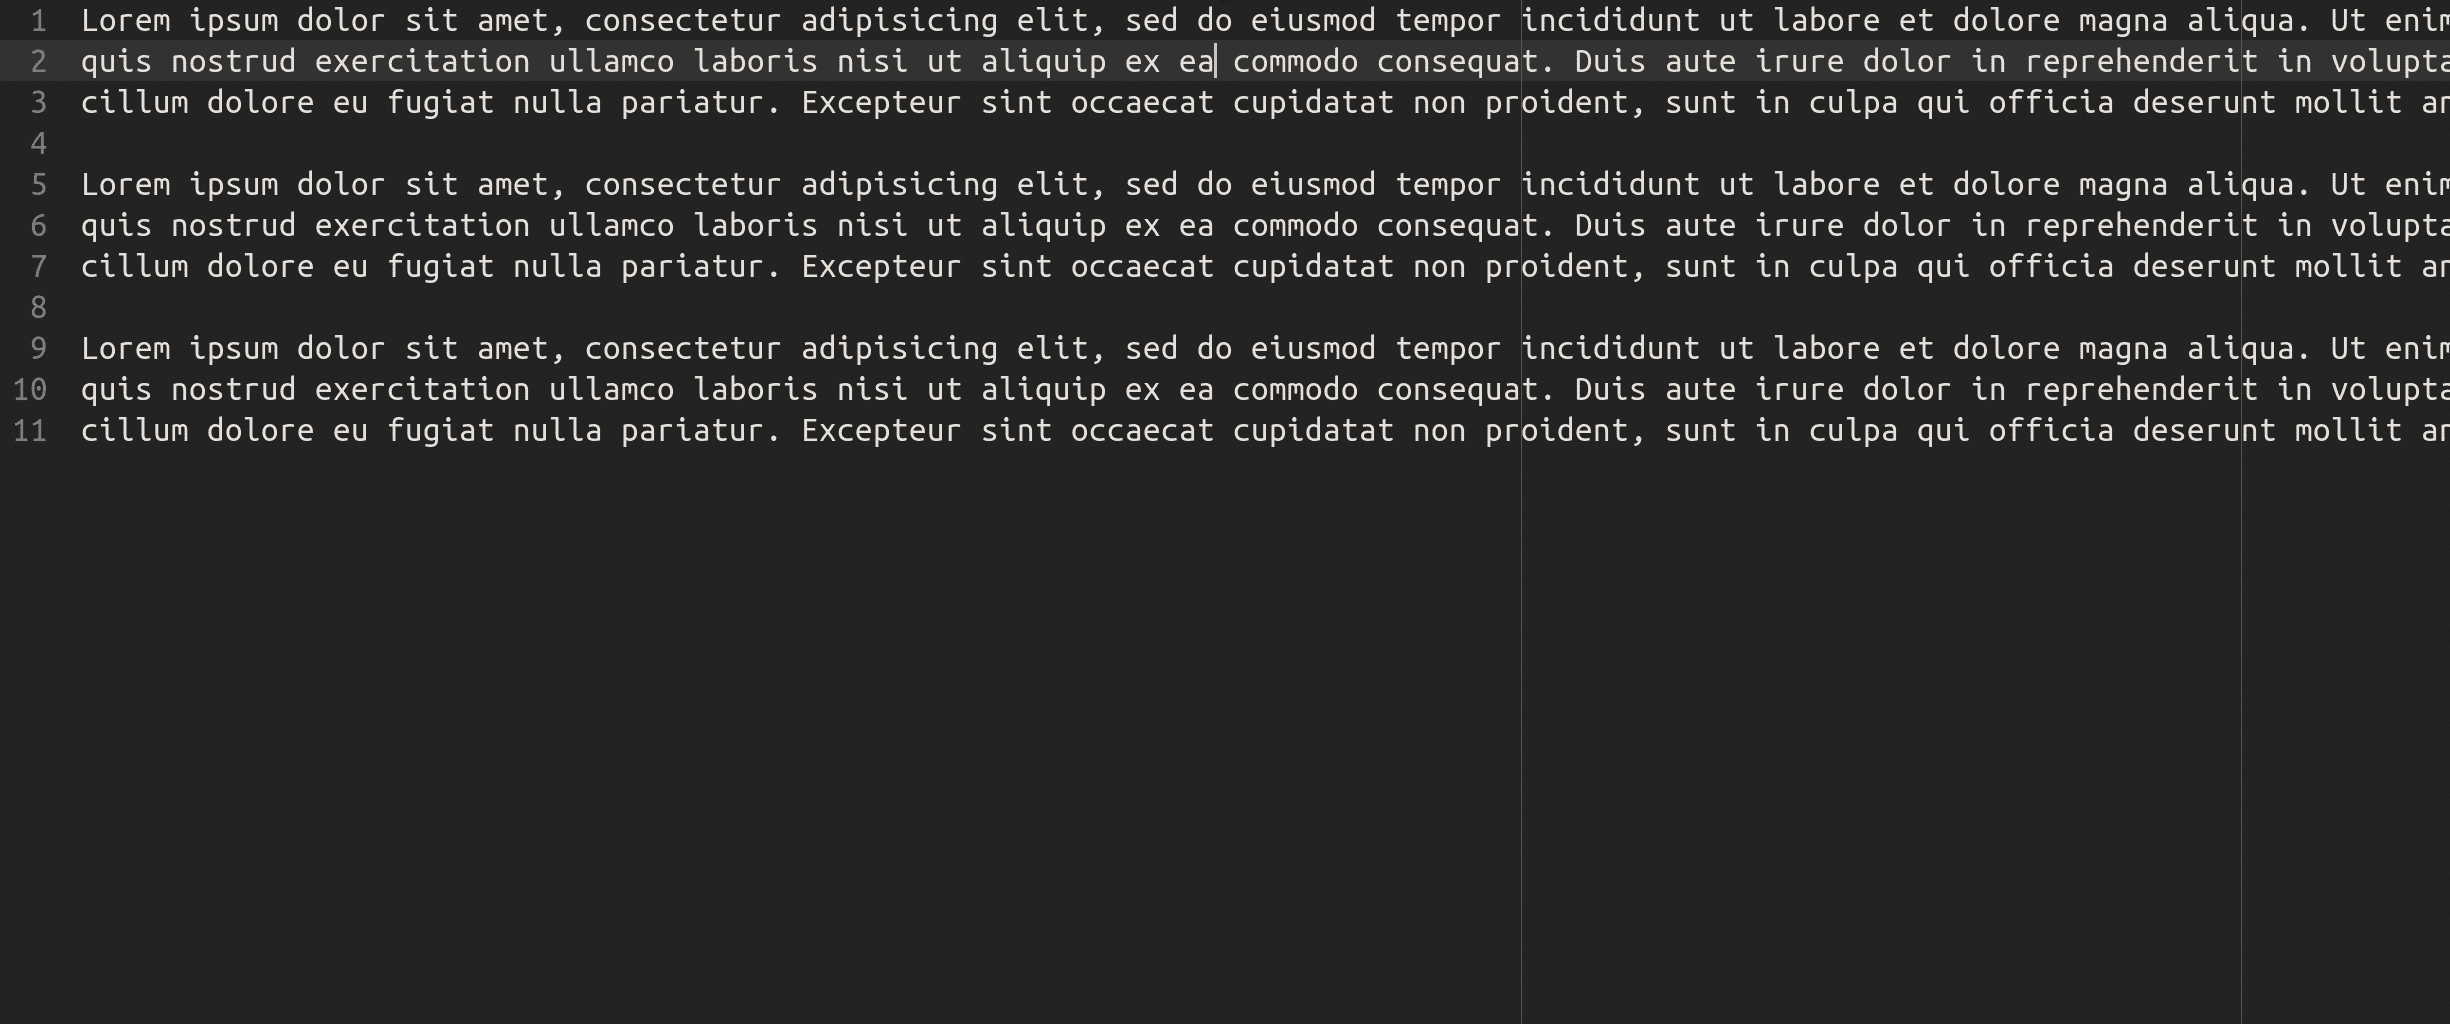 1 Lorem ipsum dolor sit amet, consectetur adipisicing elit, sed do eiusmod tempor incididunt ut labore et dolore magna aliqua. Ut enim
2 quis nostrud exercitation ullamco laboris nisi ut aliquip ex ea commodo consequat. Duis aute irure dolor in reprehenderit in volupta
3 cillum dolore eu fugiat nulla pariatur. Excepteur sint occaecat cupidatat non proident, sunt in culpa qui officia deserunt mollit an
4
5 Lorem ipsum dolor sit amet, consectetur adipisicing elit, sed do eiusmod tempor incididunt ut labore et dolore magna aliqua. Ut enim
6 quis nostrud exercitation ullamco laboris nisi ut aliquip ex ea commodo consequat. Duis aute irure dolor in reprehenderit in volupta
7 cillum dolore eu fugiat nulla pariatur. Excepteur sint occaecat cupidatat non proident, sunt in culpa qui officia deserunt mollit an
8
9 Lorem ipsum dolor sit amet, consectetur adipisicing elit, sed do eiusmod tempor incididunt ut labore et dolore magna aliqua. Ut enim
10 quis nostrud exercitation ullamco laboris nisi ut aliquip ex ea commodo consequat. Duis aute irure dolor in reprehenderit in volupta
11 cillum dolore eu fugiat nulla pariatur. Excepteur sint occaecat cupidatat non proident, sunt in culpa qui officia deserunt mollit an